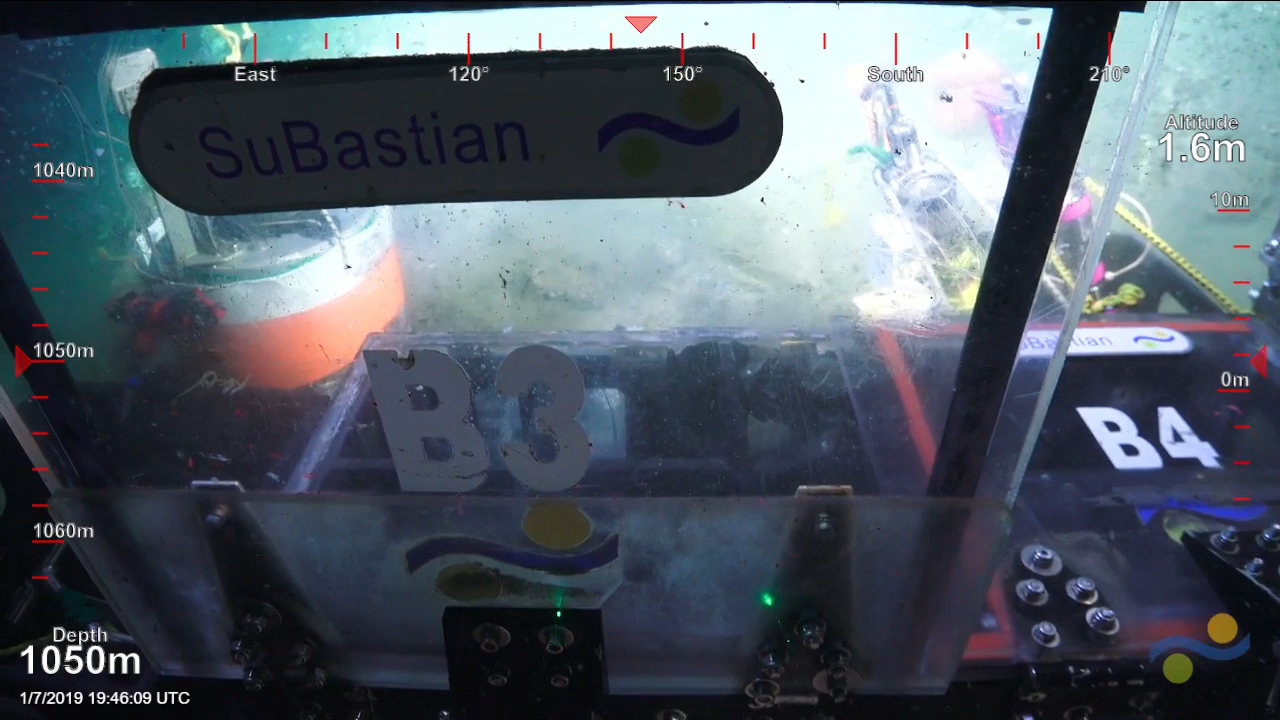 East
120°
150°
South
210°
SuBastian
Altitude
1.6m
1040m
10m
1050m
0m
Bastian
B3
B4
1060m
Depth
1050m
1/7/2019 19:46:09 UTC